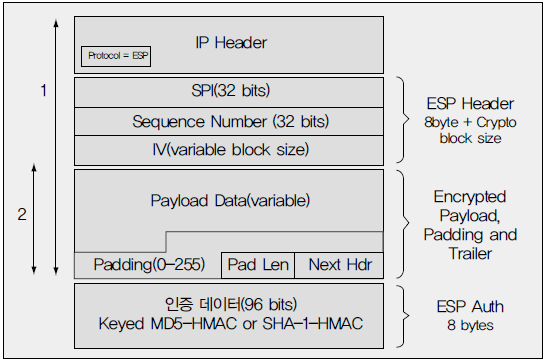 IP Header
Protocol = ESP
1
SPI(32 bits)
Sequence Number (32 bits)
IV(variable block size)
ESP Header
8byte + Crypto
block size
2
Payload Data(variable)
Padding(0-255)
Pad Len
Next Hdr
Encrypted
Payload,
Padding and
Trailer
인증 데이터(96 bits)
Keyed MD5-HMAC or SHA-1-HMAC
ESP Auth
8 bytes